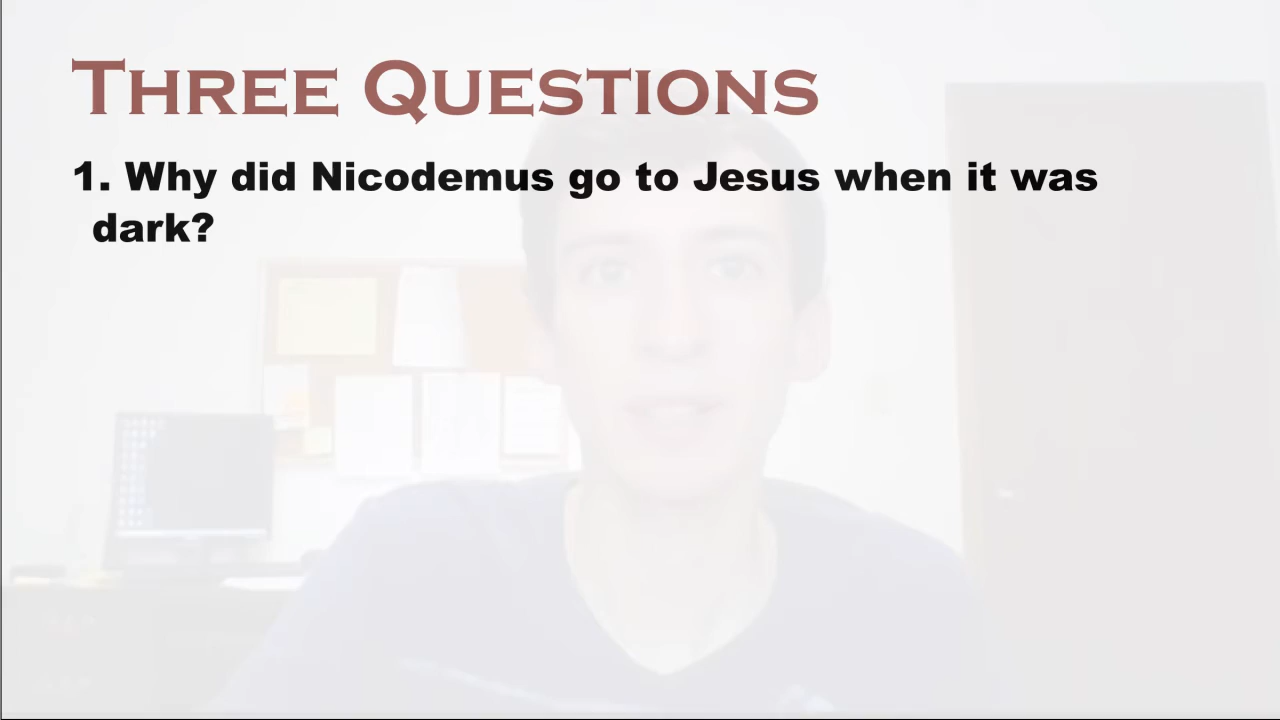 Three Questions
1. Why did Nicodemus go to Jesus when it was
dark?